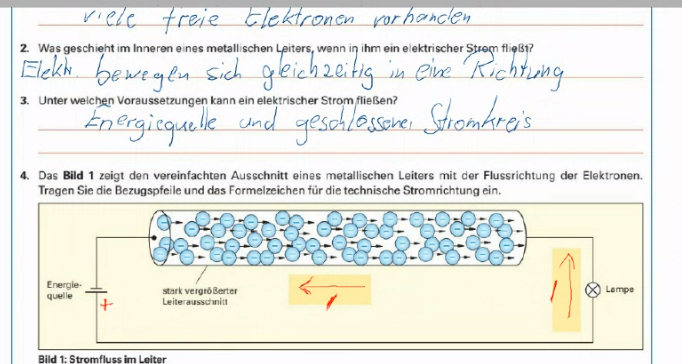 viele freie Elektronen vorhanden
2. Was geschieht im Inneren eines metallischen Leiters, wenn in ihm ein elektrischer Strom fließt?
Elektr. bewegen sich gleichzeitig in eine Richtung
3. Unter welchen Voraussetzungen kann ein elektrischer Strom fließen?
Energiequelle und geschlossener Stromkreis
4. Das Bild 1 zeigt den vereinfachten Ausschnitt eines metallischen Leiters mit der Flussrichtung der Elektronen.
Tragen Sie die Bezugspfeile und das Formelzeichen für die technische Stromrichtung ein.
Energie-
quelle
+
stark vergrößerter
Leiterausschnitt
I
I
Lampe
Bild 1: Stromfluss im Leiter